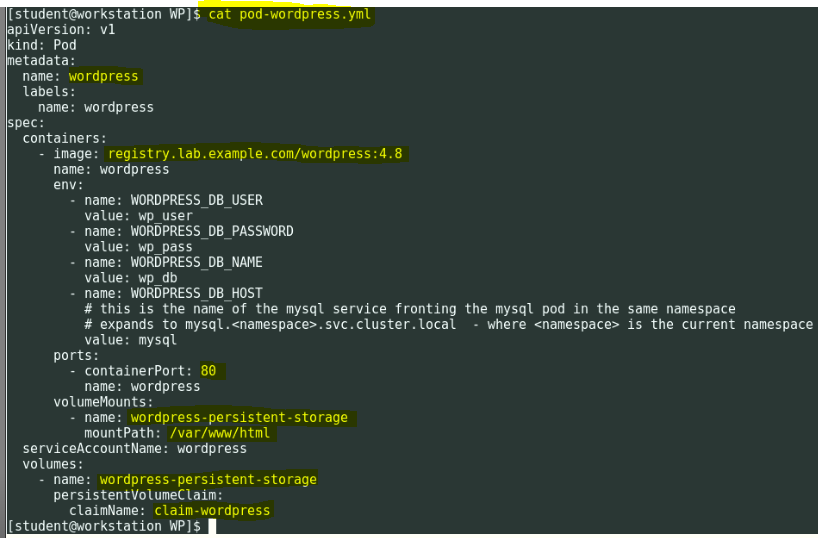 [student@workstation WP]$ cat pod-wordpress.yml
apiVersion: v1
kind: Pod
metadata:
  name: wordpress
  labels:
    name: wordpress
spec:
  containers:
    - image: registry.lab.example.com/wordpress:4.8
      name: wordpress
      env:
        - name: WORDPRESS_DB_USER
          value: wp_user
        - name: WORDPRESS_DB_PASSWORD
          value: wp_pass
        - name: WORDPRESS_DB_NAME
          value: wp_db
        - name: WORDPRESS_DB_HOST
          # this is the name of the mysql service fronting the mysql pod in the same namespace
          # expands to mysql.<namespace>.svc.cluster.local  - where <namespace> is the current namespace
          value: mysql
      ports:
        - containerPort: 80
          name: wordpress
      volumeMounts:
        - name: wordpress-persistent-storage
          mountPath: /var/www/html
  serviceAccountName: wordpress
  volumes:
    - name: wordpress-persistent-storage
      persistentVolumeClaim:
        claimName: claim-wordpress
[student@workstation WP]$